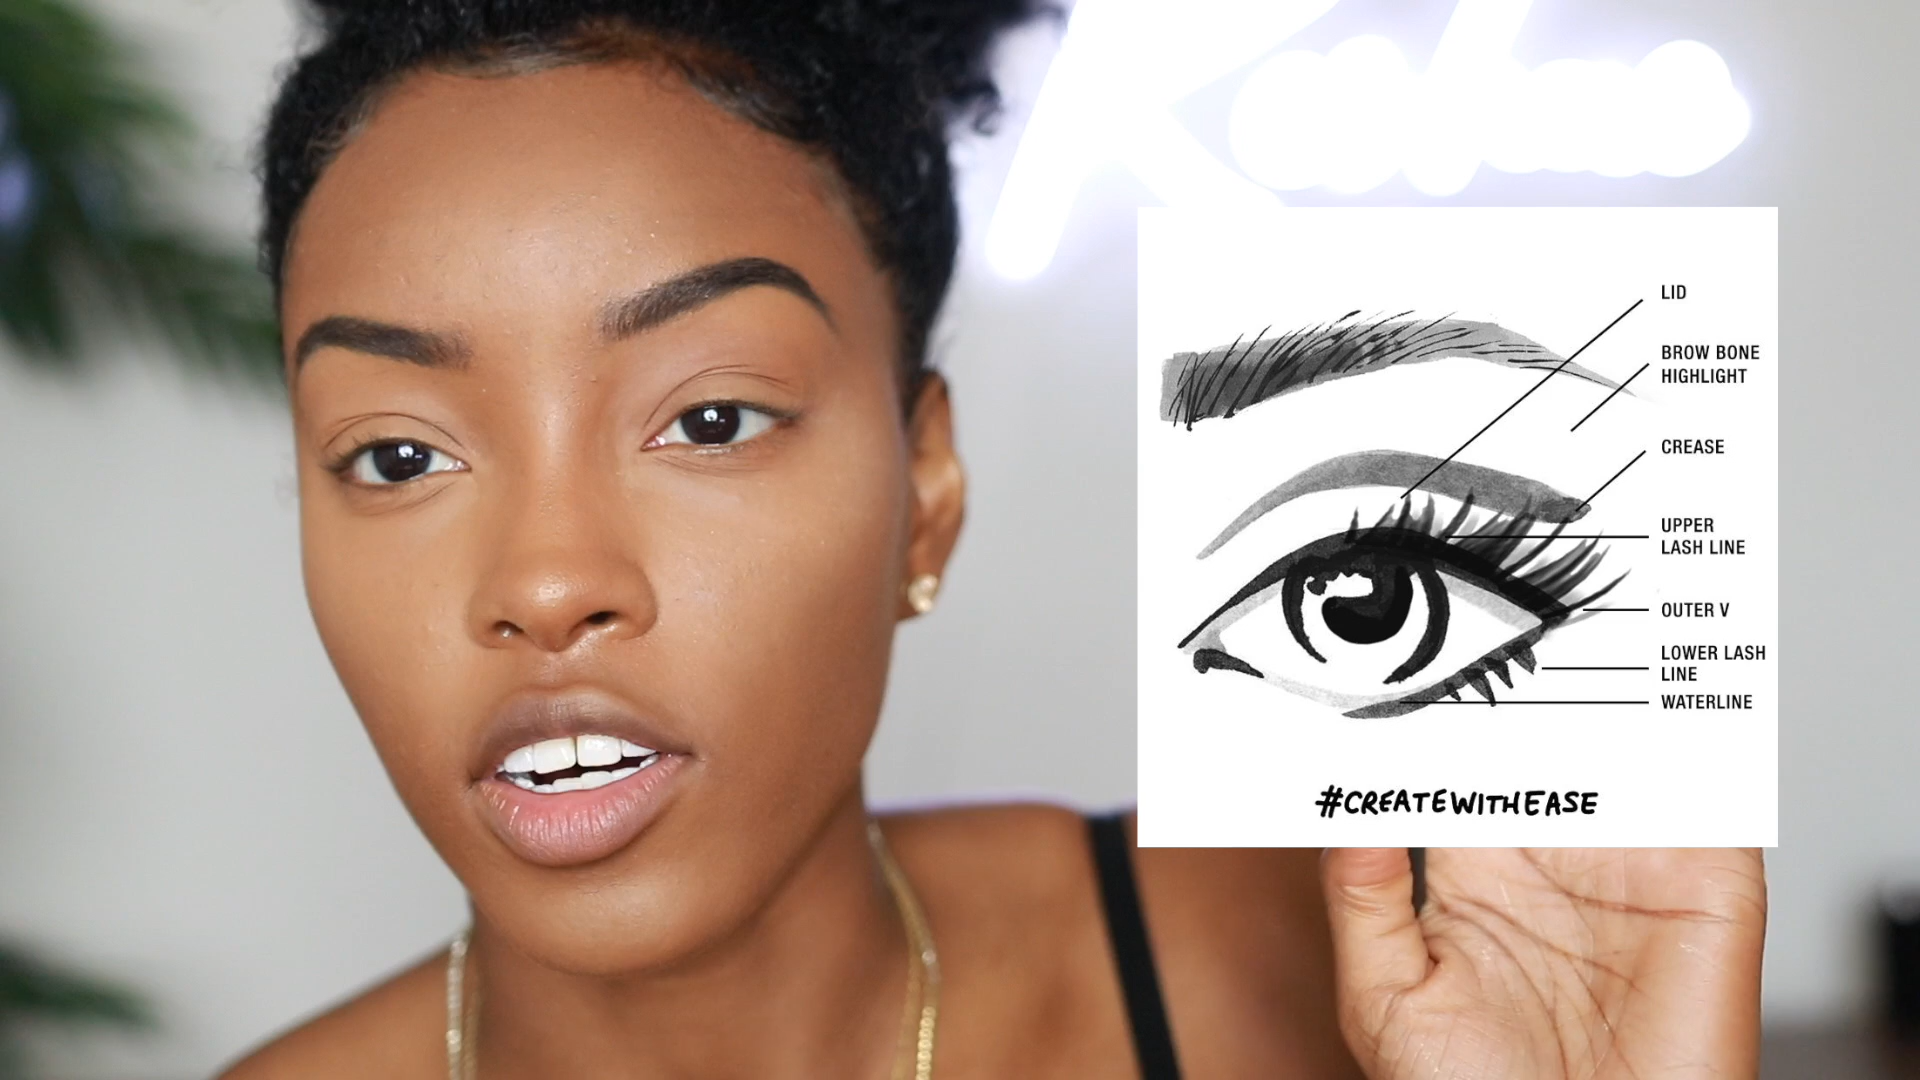 LID
BROW BONE
HIGHLIGHT
CREASE
UPPER
LASH LINE
OUTER V
LOWER LASH
LINE
WATERLINE
#CREATEWITHEASE